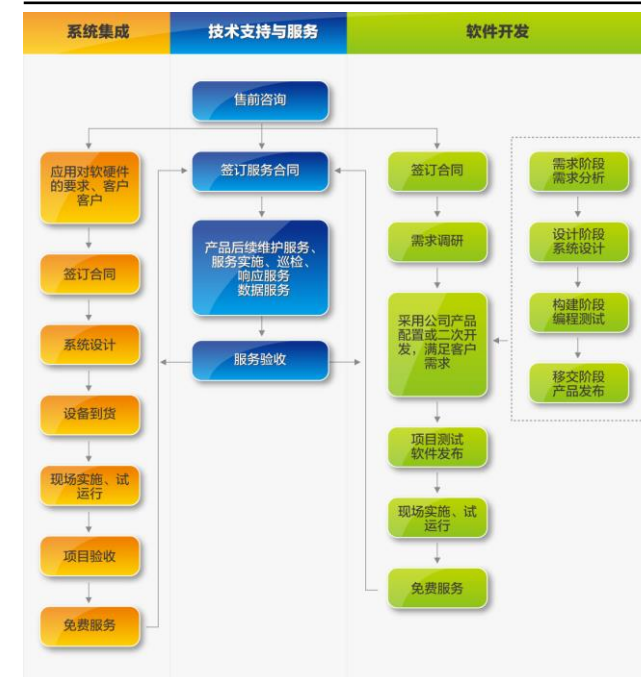 系统集成
技术支持与服务
软件开发
售前咨询
应用对软硬件
的要求、客户
客户
签订合同
系统设计
设备到货
现场实施、试
运行
项目验收
免费服务
签订服务合同
产品后续维护服务、
服务实施、巡检、
响应服务
数据服务
服务验收
签订合同
需求调研
采用公司产品
配置或二次开
发，满足客户
需求
项目测试
软件发布
现场实施、试
运行
免费服务
需求阶段
需求分析
设计阶段
系统设计
构建阶段
编程测试
移交阶段
产品发布